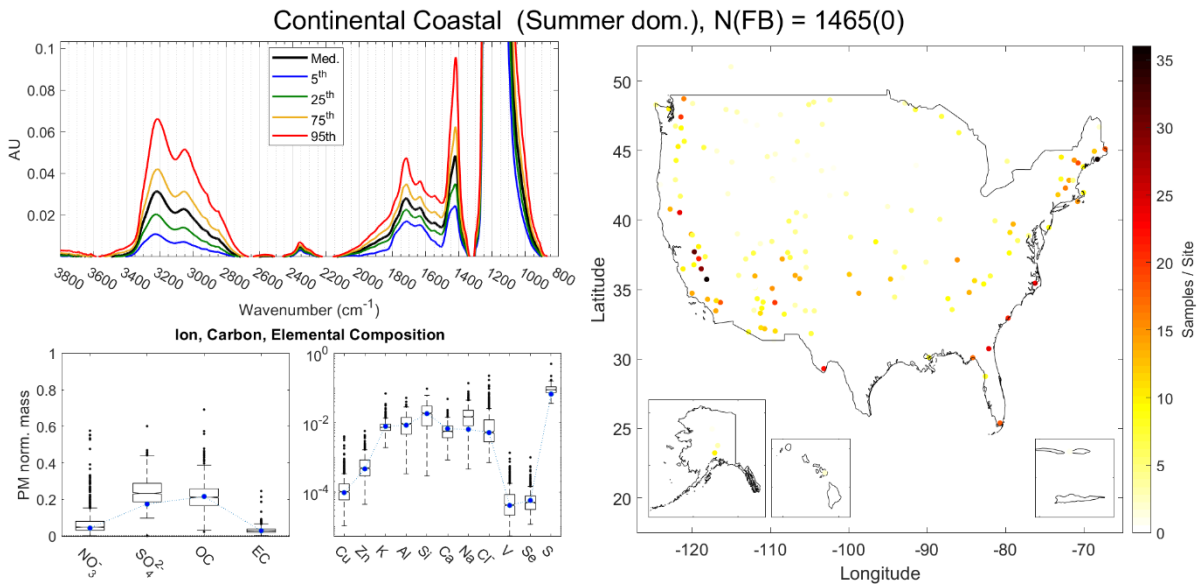 Continental Coastal (Summer dom.), N(FB) = 1465(0)
0.1
0.08
0.06
0.04
0.02
AU
Med.
5th
25th
75th
95th
3800 3600 3400 3200 3000 2800 2600 2400 2200 2000 1800 1600 1400 1200 1000 800
Wavenumber (cm-1)
Ion, Carbon, Elemental Composition
PM norm. mass
1
0.8
0.6
0.4
0.2
0
NO3- SO42- OC EC
10^0
10^-2
10^-4
Cu Zn K Al Si Ca Na Cl V Se S
Latitude
50
45
40
35
30
25
20
-120 -110 -100 -90 -80 -70
Longitude
35
30
25
20
15
10
5
0
Samples / Site